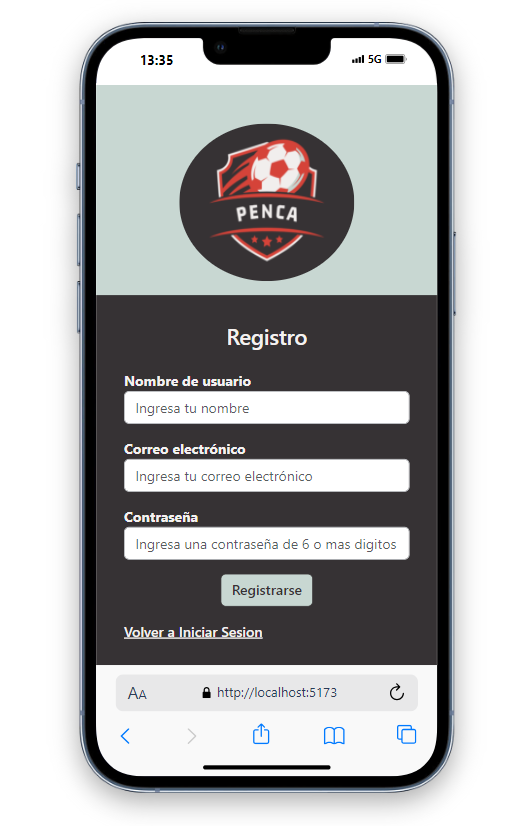 13:35
5G
PENCA
Registro
Nombre de usuario
Ingresa tu nombre
Correo electrónico
Ingresa tu correo electrónico
Contraseña
Ingresa una contraseña de 6 o mas digitos
Registrarse
Volver a Iniciar Sesion
AA
http://localhost:5173